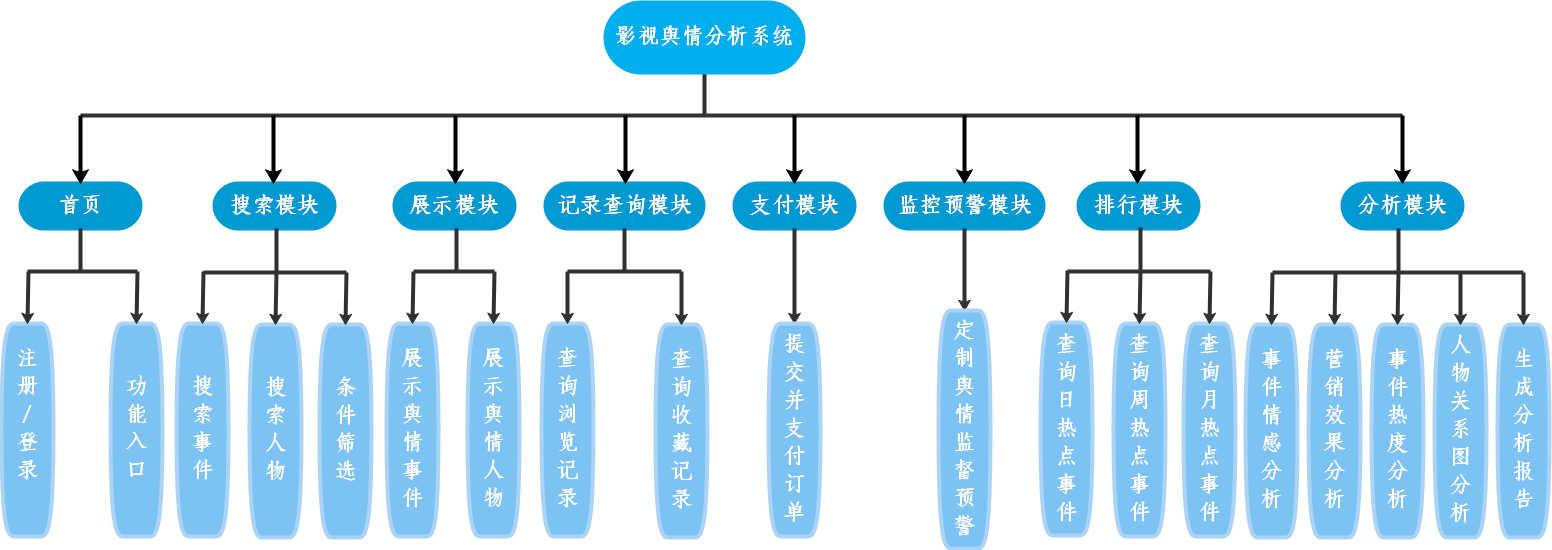 影视舆情分析系统
首页
搜索模块
展示模块
记录查询模块
支付模块
监控预警模块
排行模块
分析模块
注册/登录
功能入口
搜索事件
搜索人物
条件筛选
展示舆情事件
展示舆情人物
查询浏览记录
查询收藏记录
提交并支付订单
定制舆情监督预警
查询日热点事件
查询周热点事件
查询月热点事件
事件情感分析
营销效果分析
事件热度分析
人物关系图分析
生成分析报告